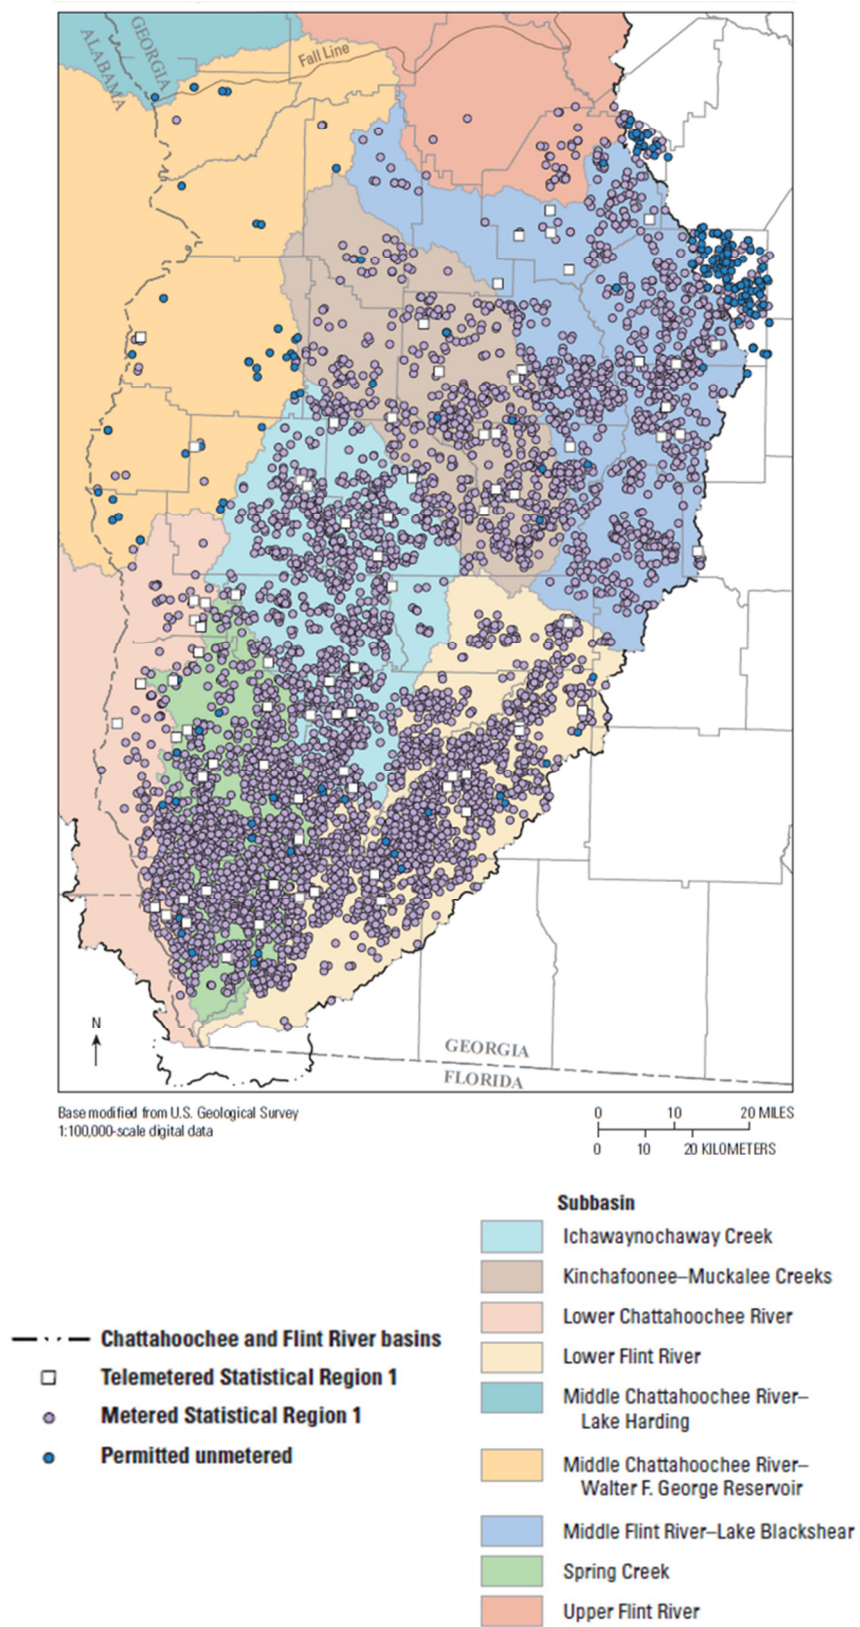 Fall Line
GEORGIA
ALABAMA
N
GEORGIA
FLORIDA
Base modified from U.S. Geological Survey
1:100,000-scale digital data
0 10 20 MILES
0 10 20 KILOMETERS
Subbasin
Ichawaynochaway Creek
Kinchafoonee–Muckalee Creeks
Lower Chattahoochee River
Lower Flint River
Middle Chattahoochee River–
Lake Harding
Middle Chattahoochee River–
Walter F. George Reservoir
Middle Flint River–Lake Blackshear
Spring Creek
Upper Flint River
Chattahoochee and Flint River basins
Telemetered Statistical Region 1
Metered Statistical Region 1
Permitted unmetered